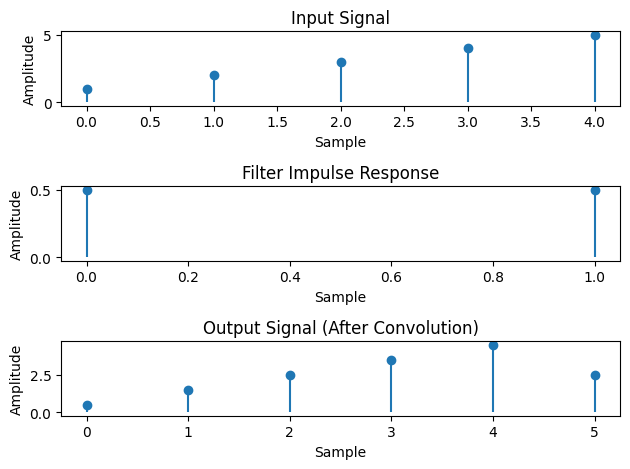 Input Signal
5
0
Amplitude
0.0 0.5 1.0 1.5 2.0 2.5 3.0 3.5 4.0
Sample
Filter Impulse Response
0.5
0.0
Amplitude
0.0 0.2 0.4 0.6 0.8 1.0
Sample
Output Signal (After Convolution)
2.5
0.0
Amplitude
0 1 2 3 4 5
Sample